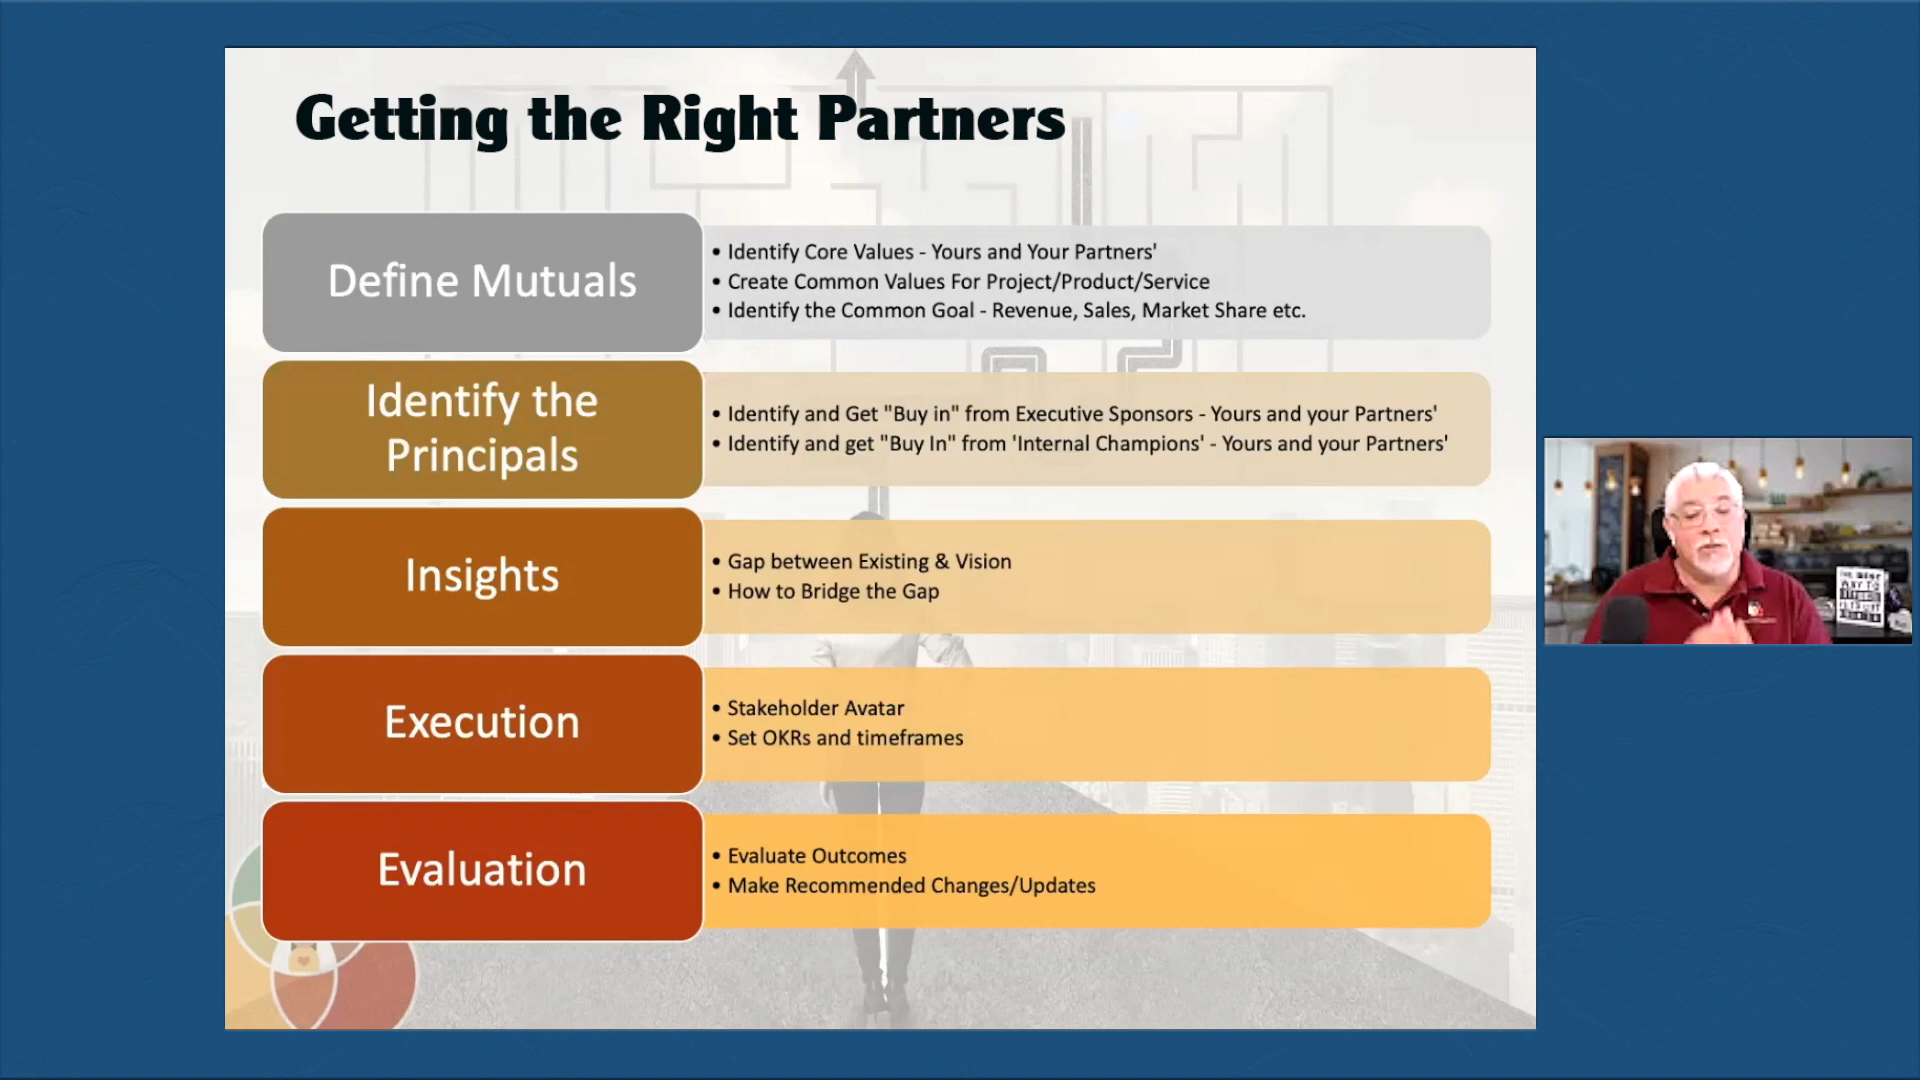 Getting the Right Partners
Define Mutuals
• Identify Core Values - Yours and Your Partners'
• Create Common Values For Project/Product/Service
• Identify the Common Goal - Revenue, Sales, Market Share etc.
Identify the
Principals
• Identify and Get "Buy in" from Executive Sponsors - Yours and your Partners'
• Identify and get "Buy In" from 'Internal Champions' - Yours and your Partners'
Insights
• Gap between Existing & Vision
• How to Bridge the Gap
Execution
• Stakeholder Avatar
• Set OKRs and timeframes
Evaluation
• Evaluate Outcomes
• Make Recommended Changes/Updates